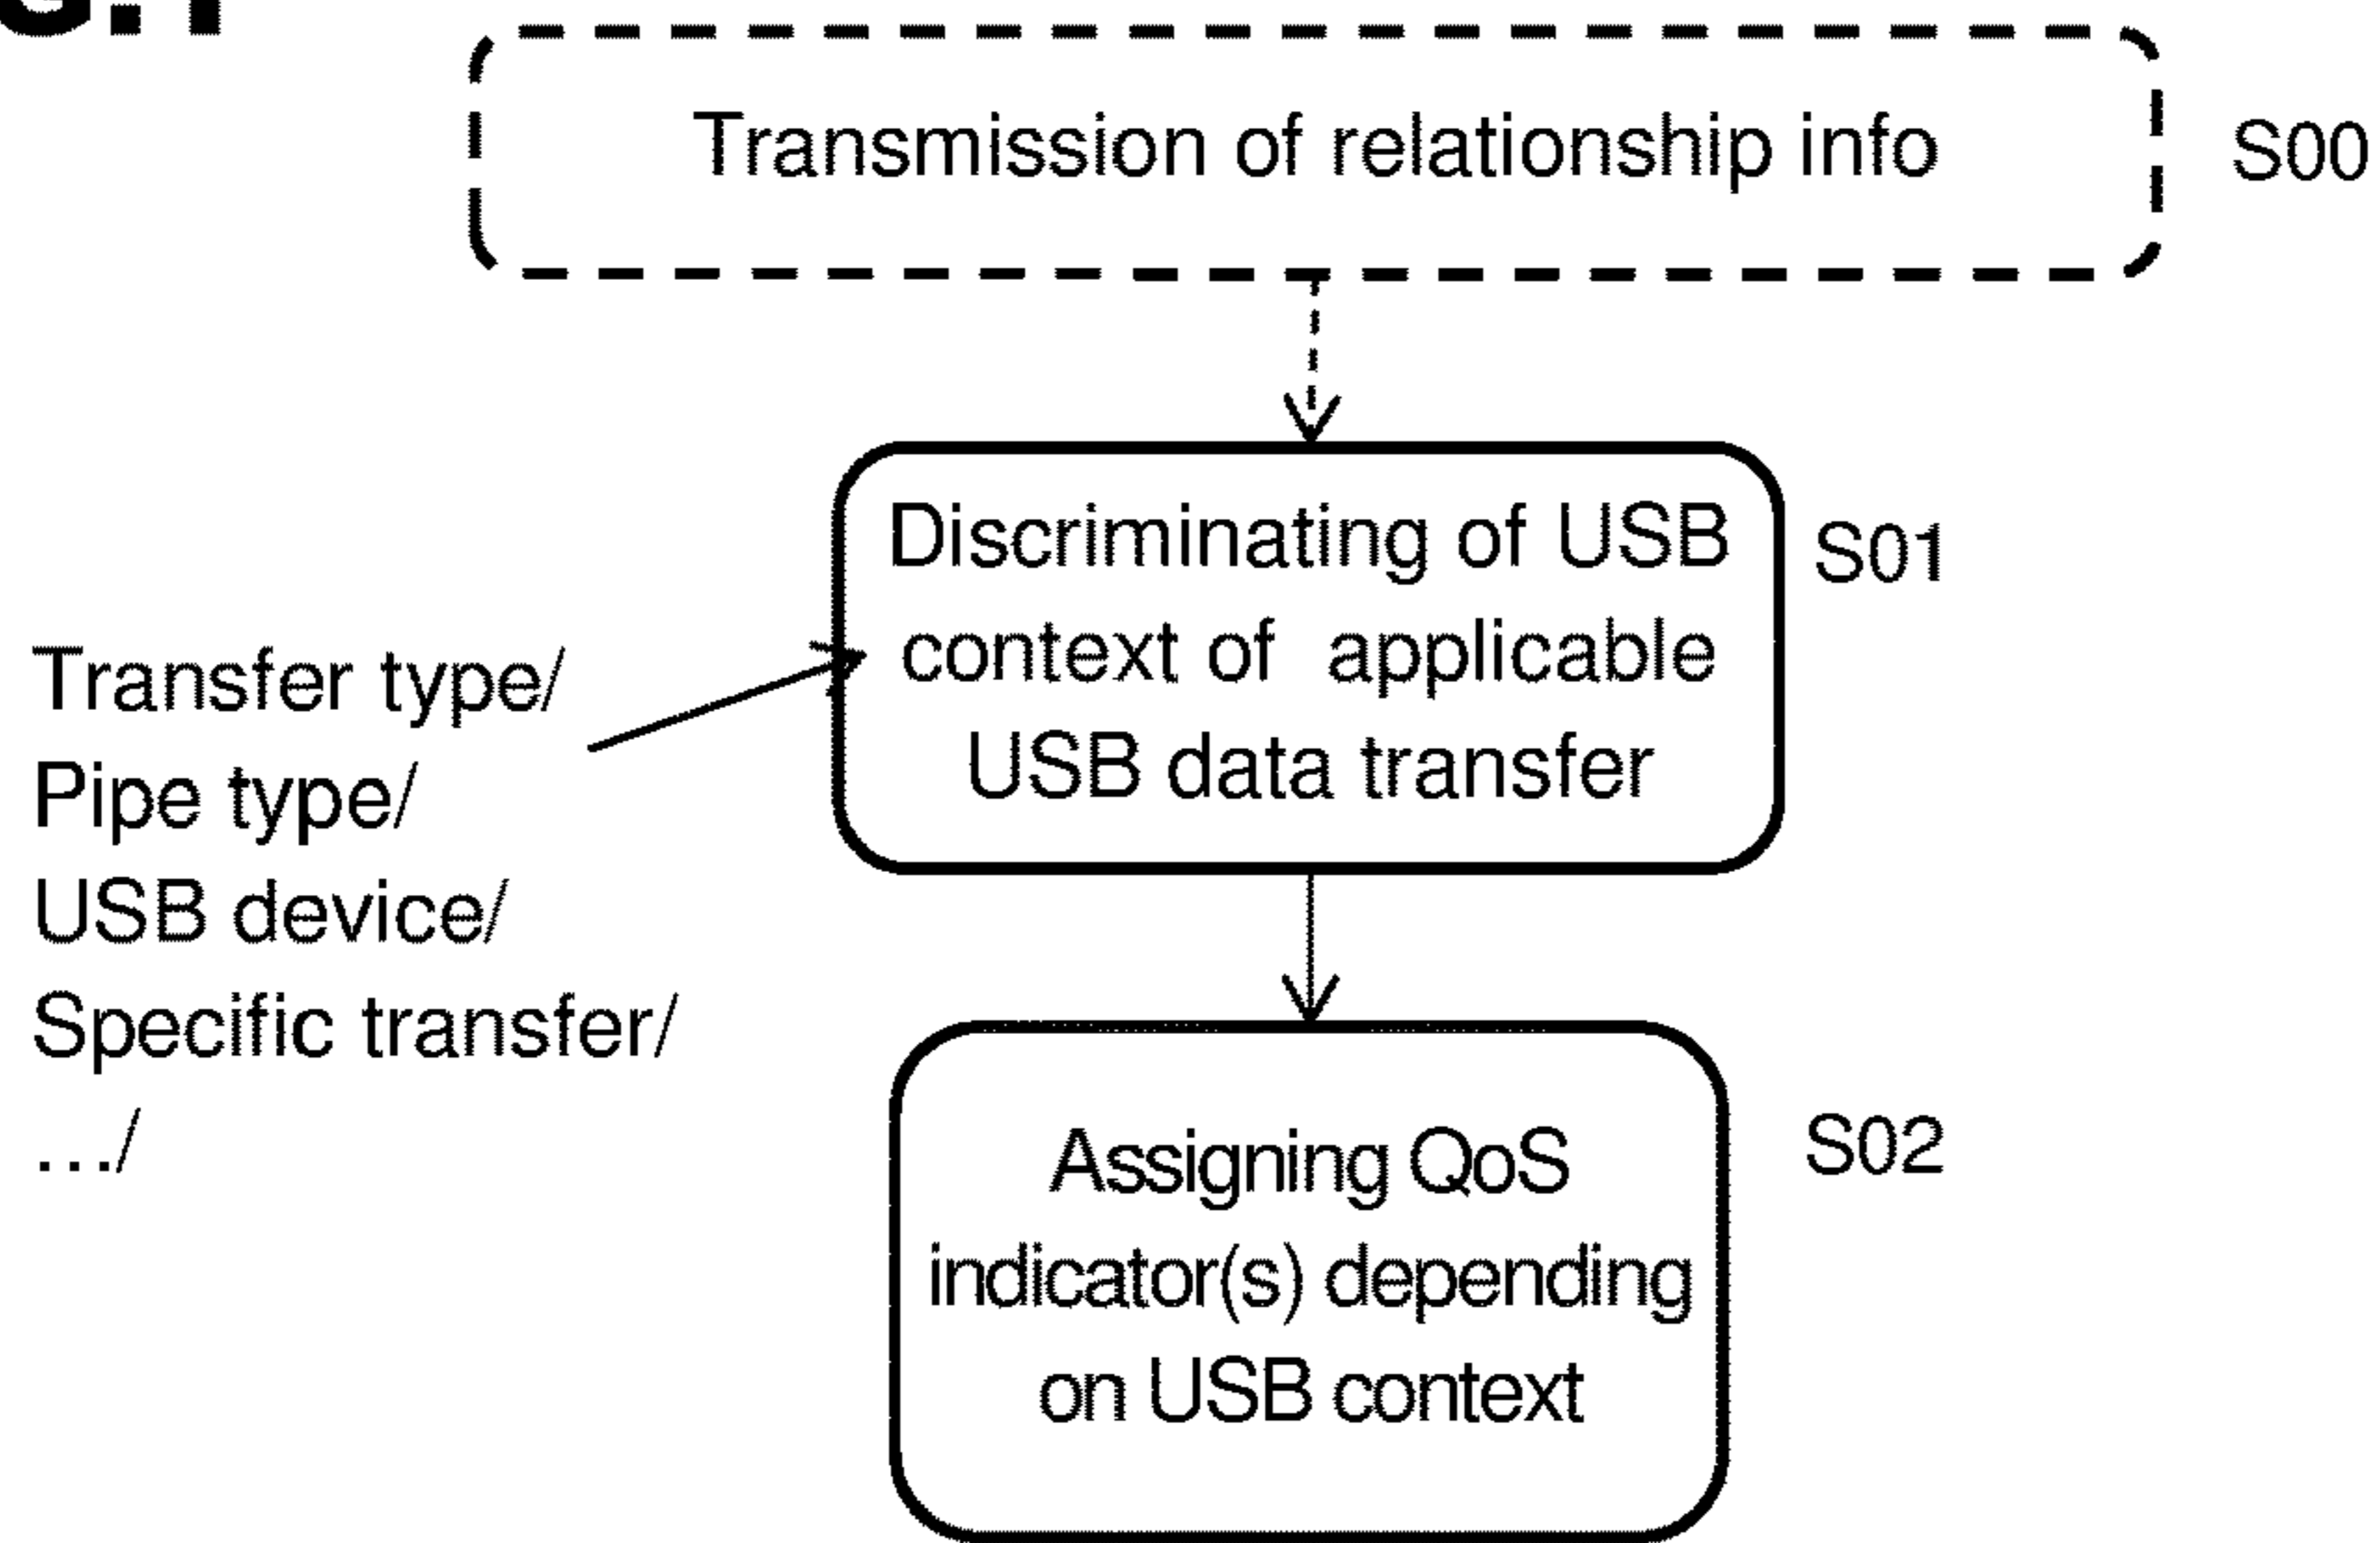 Transmission of relationship info
S00
Discriminating of USB
context of applicable
USB data transfer
S01
Transfer type/
Pipe type/
USB device/
Specific transfer/
.../
Assigning QoS
indicator(s) depending
on USB context
S02